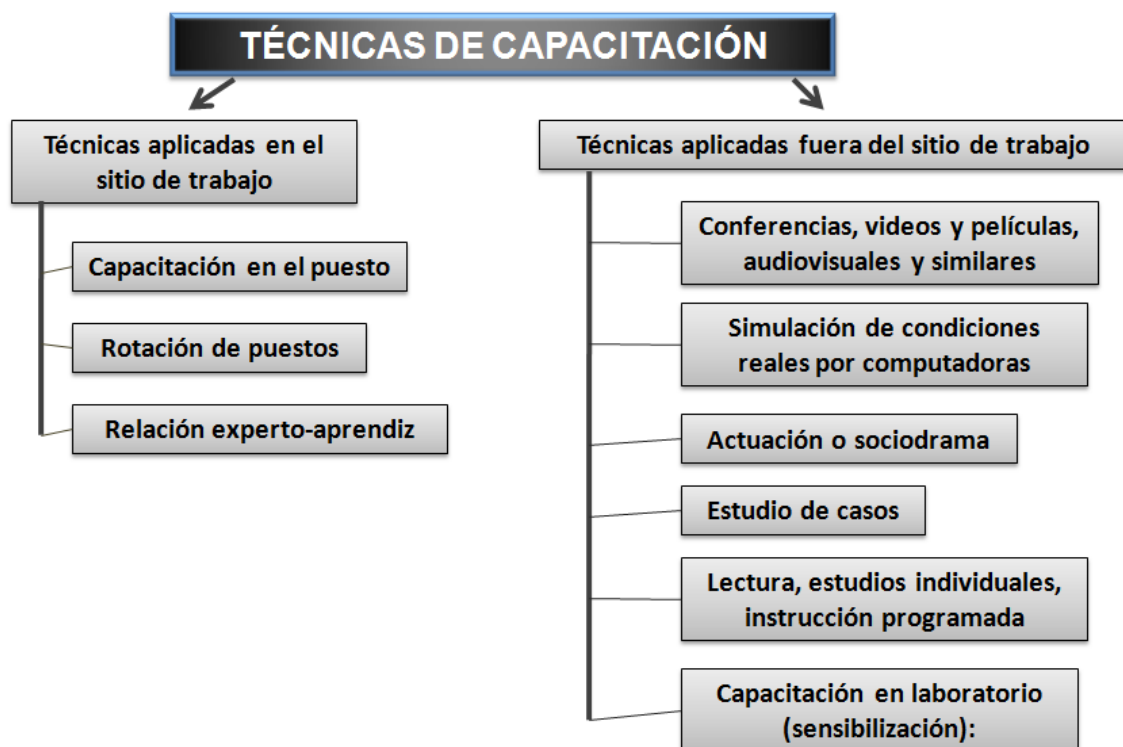 TÉCNICAS DE CAPACITACIÓN
Técnicas aplicadas en el
sitio de trabajo
Capacitación en el puesto
Rotación de puestos
Relación experto-aprendiz
Técnicas aplicadas fuera del sitio de trabajo
Conferencias, videos y películas,
audiovisuales y similares
Simulación de condiciones
reales por computadoras
Actuación o sociodrama
Estudio de casos
Lectura, estudios individuales,
instrucción programada
Capacitación en laboratorio
(sensibilización):